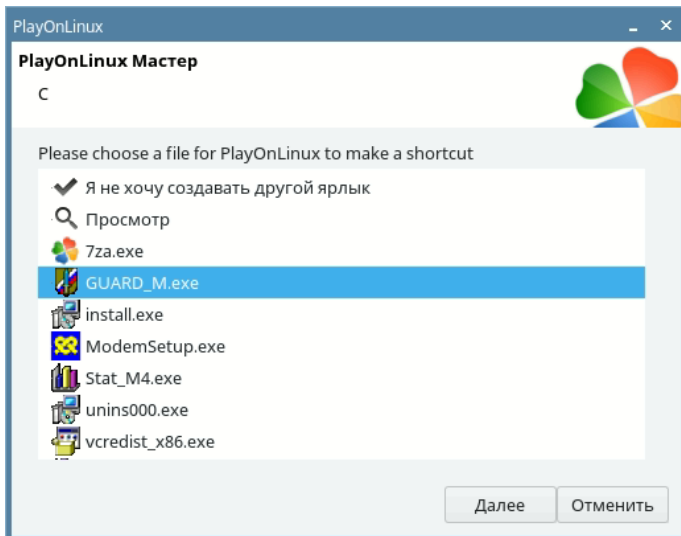 PlayOnLinux
PlayOnLinux Мастер
С
Please choose a file for PlayOnLinux to make a shortcut
Я не хочу создавать другой ярлык
Просмотр
7za.exe
GUARD_M.exe
install.exe
ModemSetup.exe
Stat_M4.exe
unins000.exe
vcredist_x86.exe
Далее
Отменить